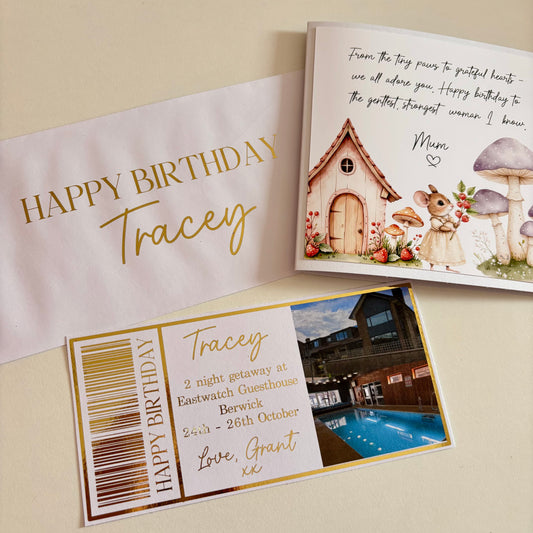 From the tiny paws to grateful hearts -
we all adore you. Happy birthday to
the gentlest, strongest woman I know.
Mum
HAPPY BIRTHDAY
Tracey
HAPPY BIRTHDAY
Tracey
2 night getaway at
Eastwatch Guesthouse
Berwick
24th - 26th October
Love, Grant
xx